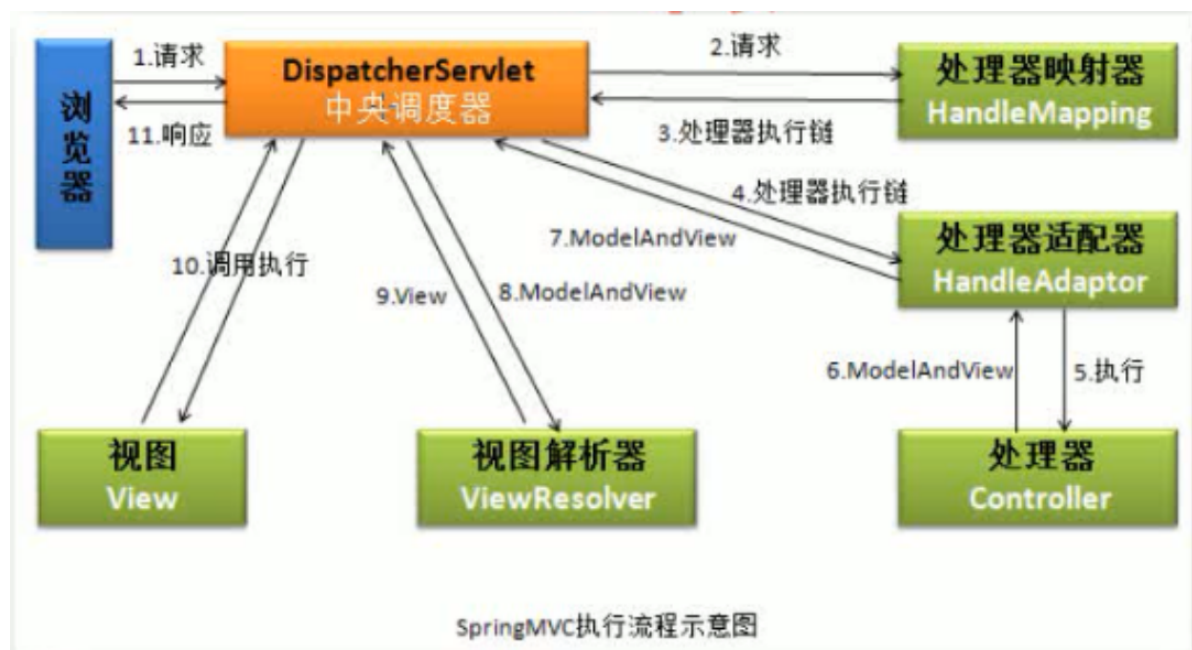 1.请求
DispatcherServlet
中央调度器
2.请求
处理器映射器
HandleMapping
浏览器
11.响应
3.处理器执行链
4.处理器执行链
7.ModelAndView
处理器适配器
HandleAdaptor
10.调用执行
9.View
8.ModelAndView
6.ModelAndView
5.执行
视图
View
视图解析器
ViewResolver
处理器
Controller
SpringMVC执行流程示意图